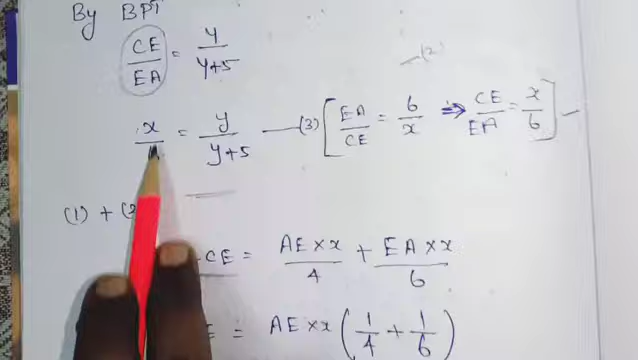 By BPT
CE/EA = y/y+5
(2)
x/ = y/y+5 —(3) [EA/CE = 6/x ⇒ CE/EA = x/6]
(1) + (2
CE = AE×x/4 + EA×x/6
E = AE×x (1/4 + 1/6)